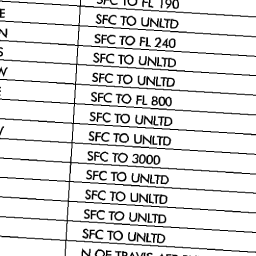 SFC TO FL 190
E SFC TO UNLTD
N SFC TO FL 240
S SFC TO UNLTD
W SFC TO UNLTD
E SFC TO FL 800
SFC TO UNLTD
SFC TO UNLTD
SFC TO 3000
SFC TO UNLTD
SFC TO UNLTD
SFC TO UNLTD
SFC TO UNLTD
N OF TRAVIS